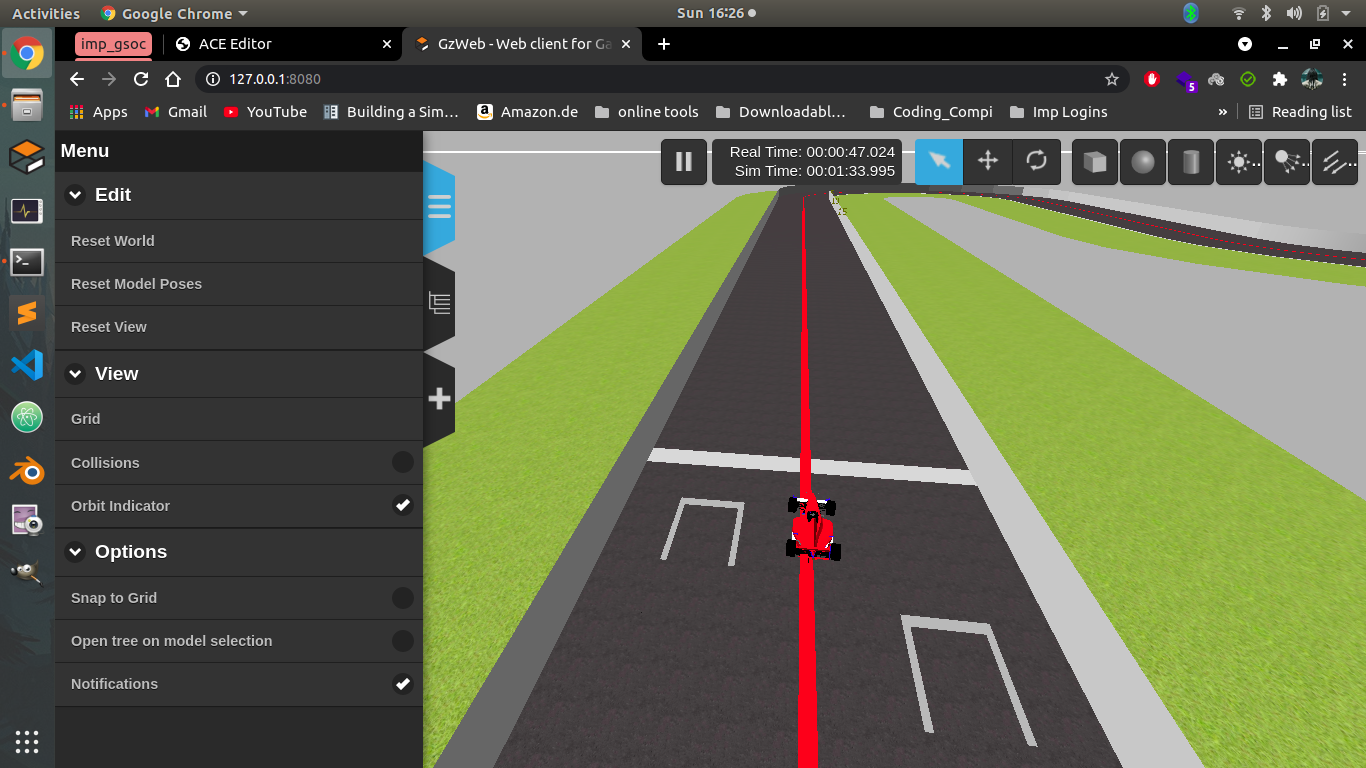 Activities Google Chrome Sun 16:26
imp_gsoc ACE Editor GzWeb - Web client for Ga
127.0.0.1:8080 5
Apps Gmail YouTube Building a Sim… Amazon.de online tools Downloadabl… Coding_Compi Imp Logins » Reading list
Menu
Real Time: 00:00:47.024
Sim Time: 00:01:33.995
Edit
Reset World
Reset Model Poses
Reset View
View
Grid
Collisions
Orbit Indicator
Options
Snap to Grid
Open tree on model selection
Notifications